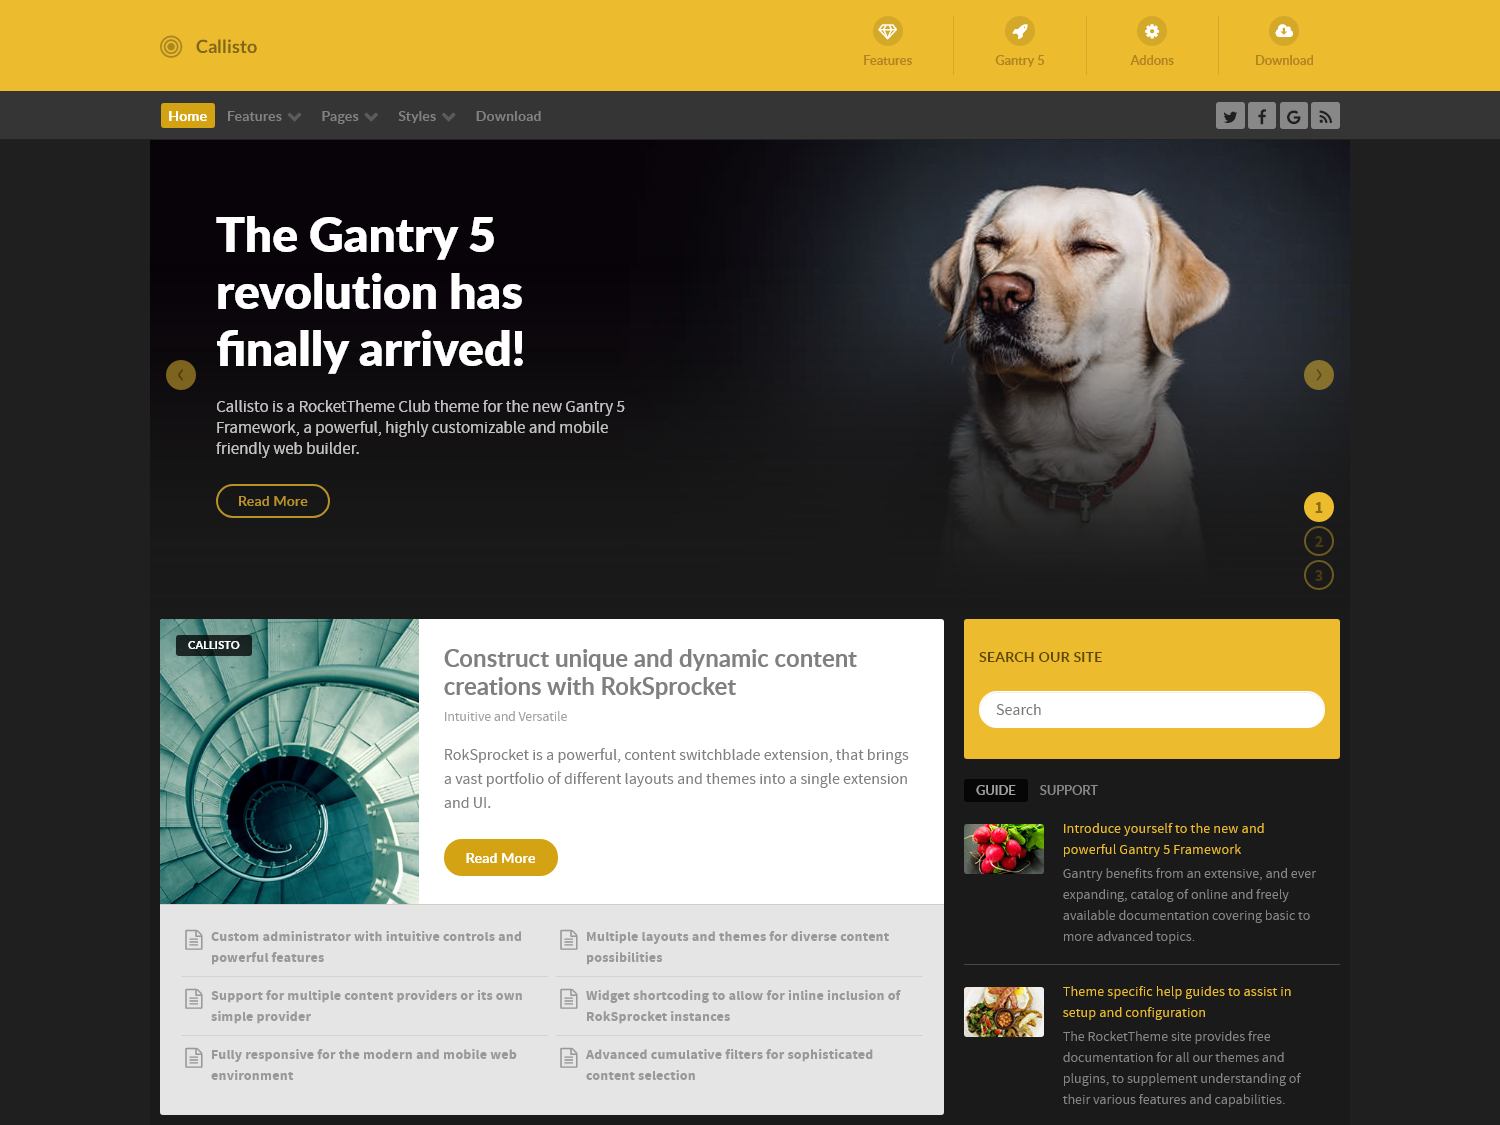 Callisto
Features
Gantry 5
Addons
Download
Home
Features
Pages
Styles
Download
The Gantry 5
revolution has
finally arrived!
Callisto is a RocketTheme Club theme for the new Gantry 5
Framework, a powerful, highly customizable and mobile
friendly web builder.
Read More
1
2
3
CALLISTO
Construct unique and dynamic content
creations with RokSprocket
Intuitive and Versatile
RokSprocket is a powerful, content switchblade extension, that brings
a vast portfolio of different layouts and themes into a single extension
and UI.
Read More
Custom administrator with intuitive controls and
powerful features
Multiple layouts and themes for diverse content
possibilities
Support for multiple content providers or its own
simple provider
Widget shortcoding to allow for inline inclusion of
RokSprocket instances
Fully responsive for the modern and mobile web
environment
Advanced cumulative filters for sophisticated
content selection
SEARCH OUR SITE
Search
GUIDE
SUPPORT
Introduce yourself to the new and
powerful Gantry 5 Framework
Gantry benefits from an extensive, and ever
expanding, catalog of online and freely
available documentation covering basic to
more advanced topics.
Theme specific help guides to assist in
setup and configuration
The RocketTheme site provides free
documentation for all our themes and
plugins, to supplement understanding of
their various features and capabilities.